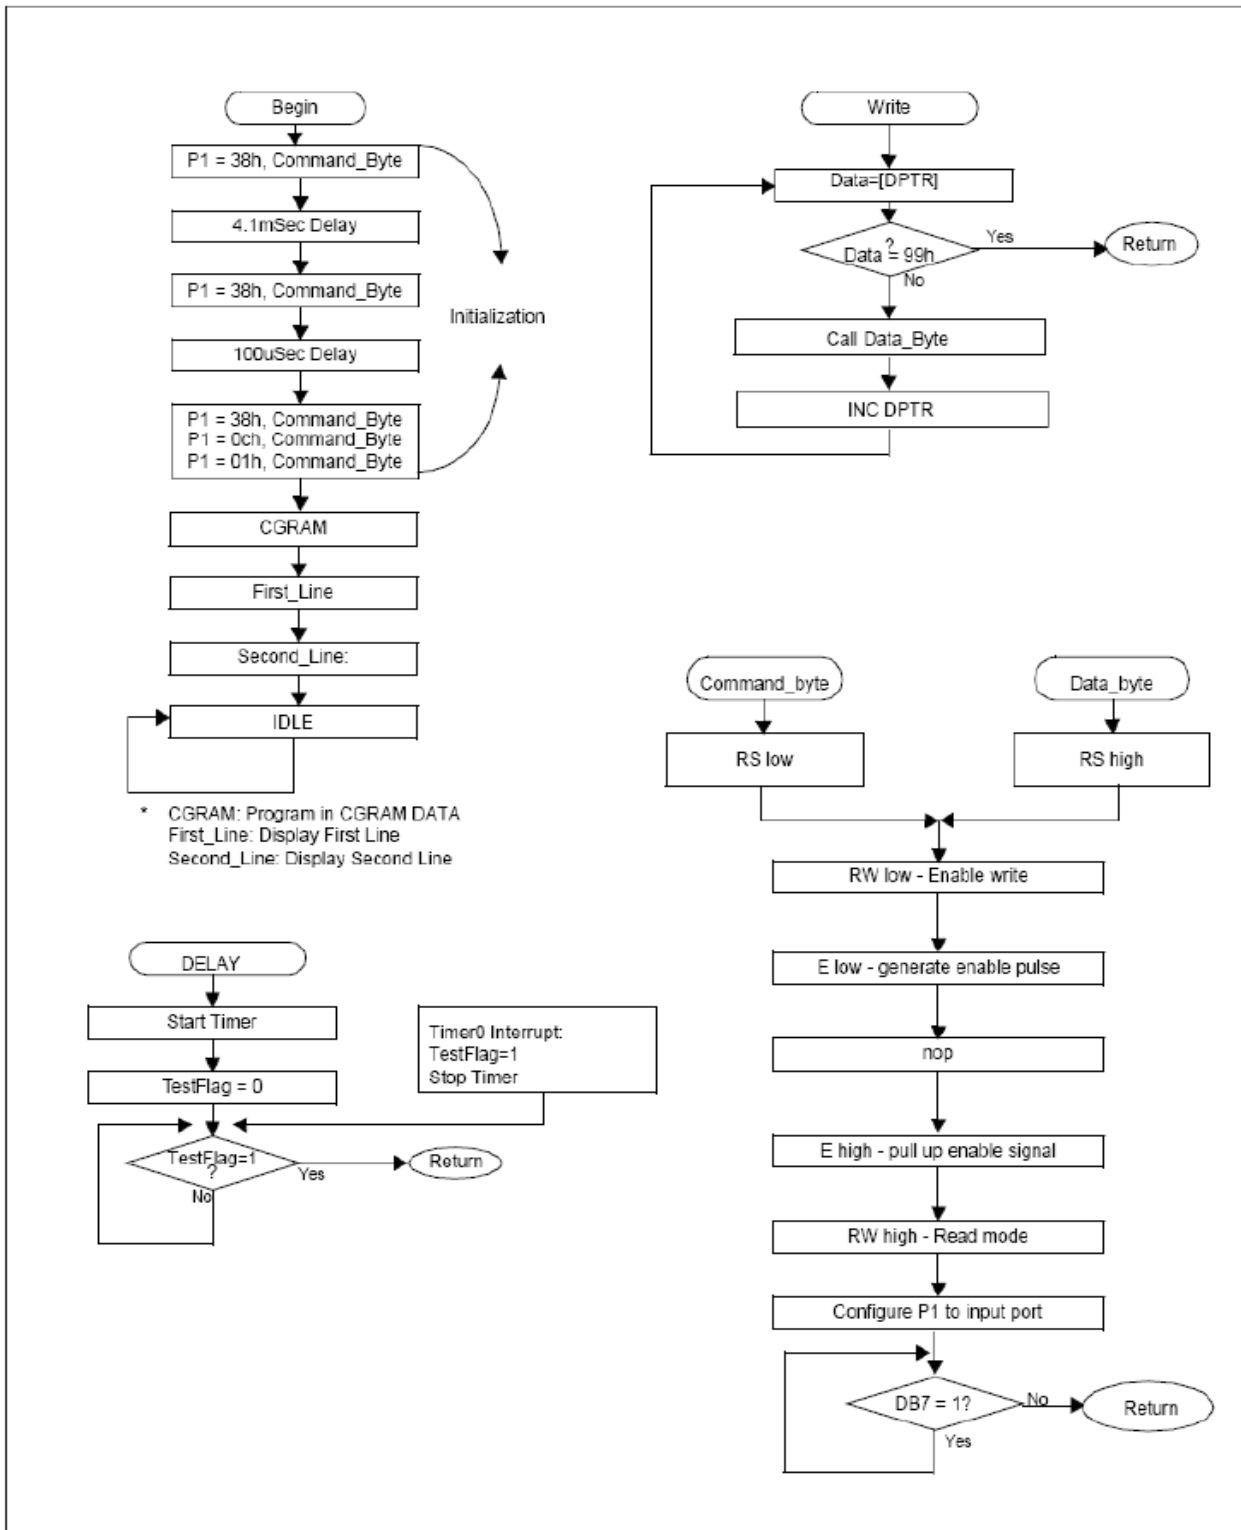 Begin
P1 = 38h, Command_Byte
4.1mSec Delay
P1 = 38h, Command_Byte
100uSec Delay
P1 = 38h, Command_Byte
P1 = 0ch, Command_Byte
P1 = 01h, Command_Byte
Initialization
CGRAM
First_Line
Second_Line:
IDLE
* CGRAM: Program in CGRAM DATA
First_Line: Display First Line
Second_Line: Display Second Line
Write
Data=[DPTR]
?
Data = 99h
Yes
Return
No
Call Data_Byte
INC DPTR
DELAY
Start Timer
TestFlag = 0
TestFlag=1
?
Yes
Return
No
Timer0 Interrupt:
TestFlag=1
Stop Timer
Command_byte
Data_byte
RS low
RS high
RW low - Enable write
E low - generate enable pulse
nop
E high - pull up enable signal
RW high - Read mode
Configure P1 to input port
DB7 = 1?
No
Return
Yes